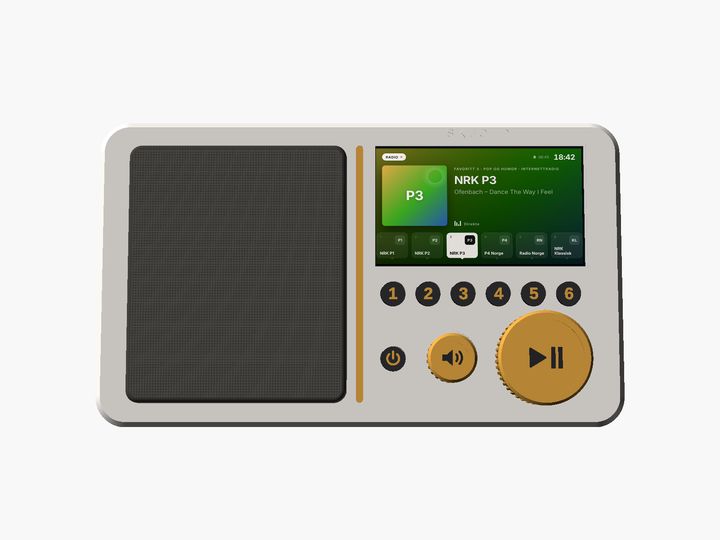 RADIO
18:42
FAVORITT 3 · POP OG HUMOR · INTERNETTRADIO
NRK P3
Ofenbach – Dance The Way I Feel
P3
Direkte
P1
P2
P3
P4
RN
KL
NRK P1
NRK P2
NRK P3
P4 Norge
Radio Norge
NRK Klassisk
1 2 3 4 5 6